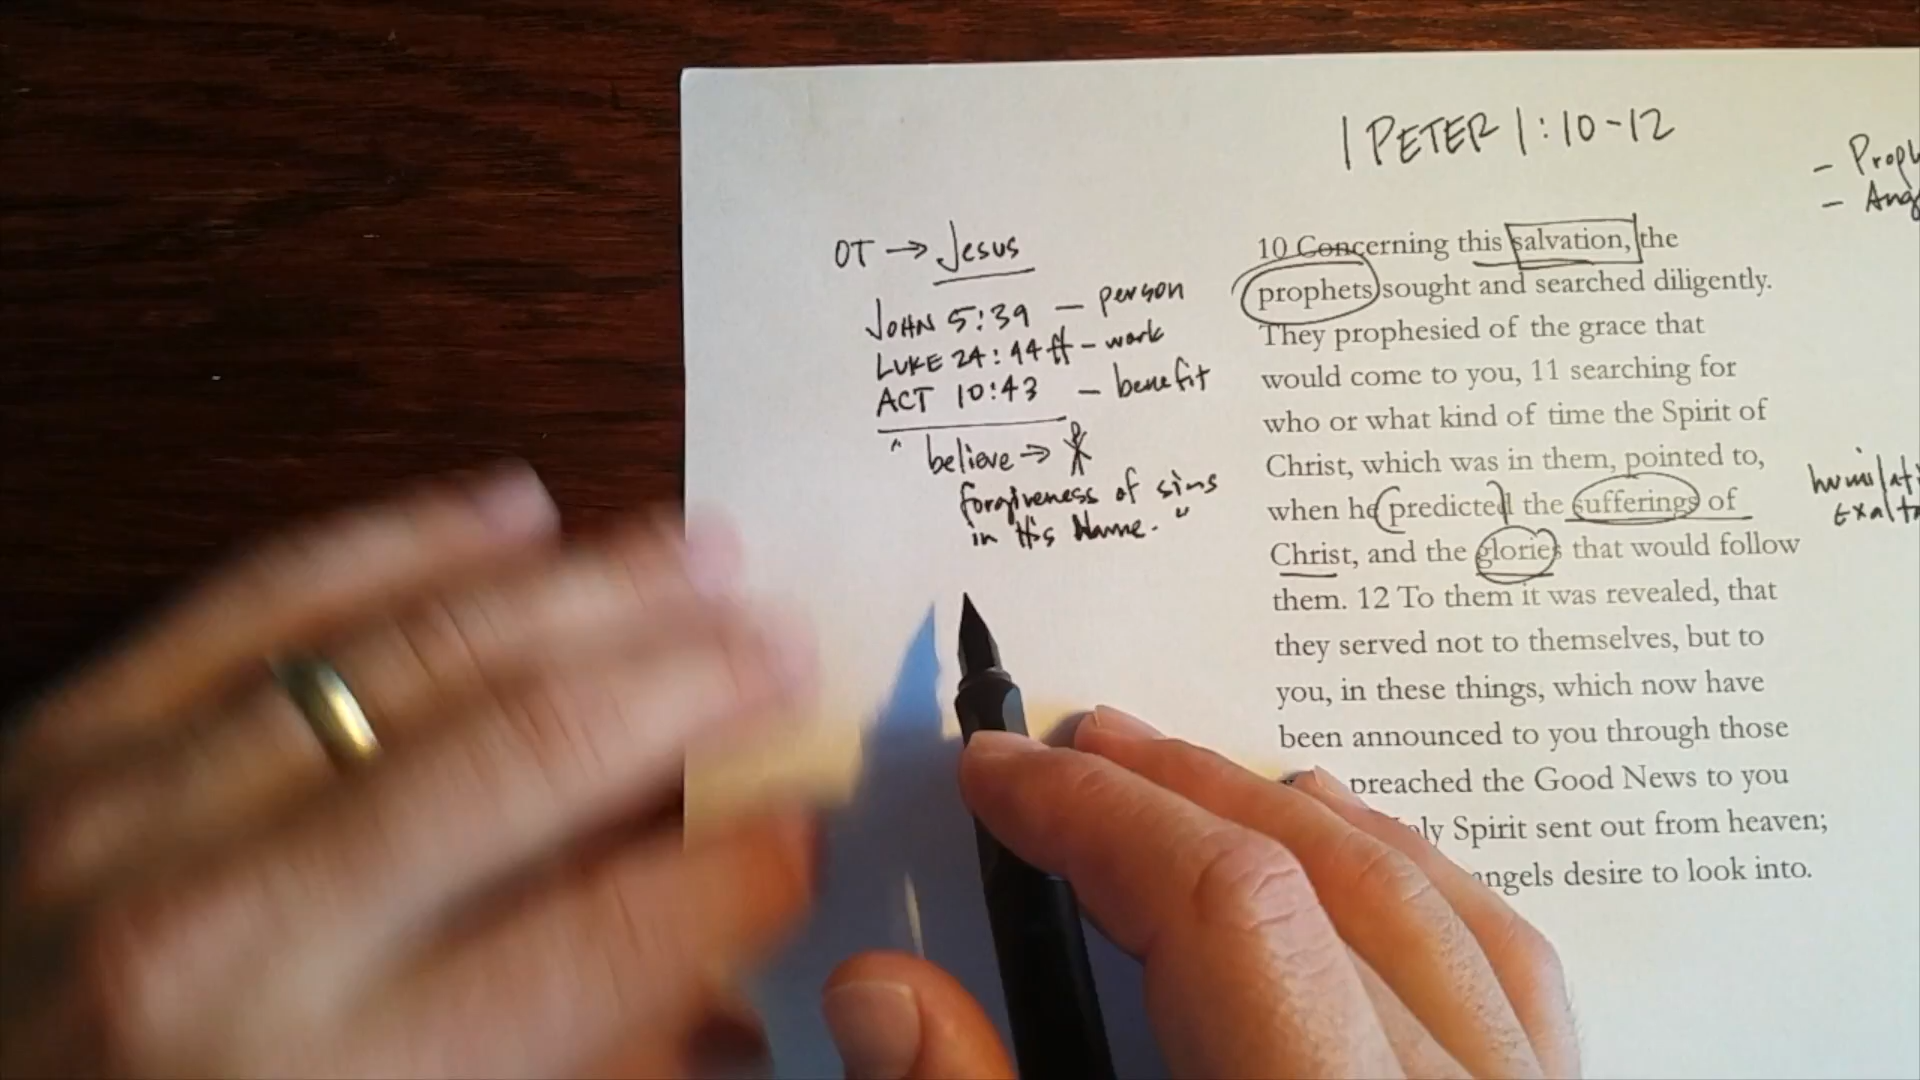 1 PETER 1:10-12
- Proph
- Ang
OT → Jesus
JOHN 5:39 — person
LUKE 24:44ff - work
ACT 10:43 - benefit
" believe →
forgiveness of sins
in His Name. "
10 Concerning this salvation, the
prophets sought and searched diligently.
They prophesied of the grace that
would come to you, 11 searching for
who or what kind of time the Spirit of
Christ, which was in them, pointed to,
when he predicted the sufferings of
Christ, and the glories that would follow
them. 12 To them it was revealed, that
they served not to themselves, but to
you, in these things, which now have
been announced to you through those
preached the Good News to you
oly Spirit sent out from heaven;
angels desire to look into.
humilati
exalta